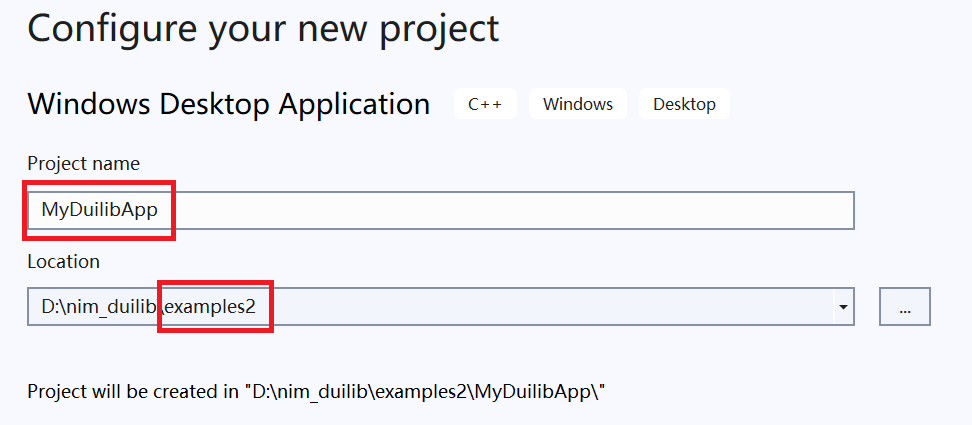 Configure your new project
Windows Desktop Application C++ Windows Desktop
Project name
MyDuilibApp
Location
D:\nim_duilib\examples2 ...
Project will be created in "D:\nim_duilib\examples2\MyDuilibApp\"